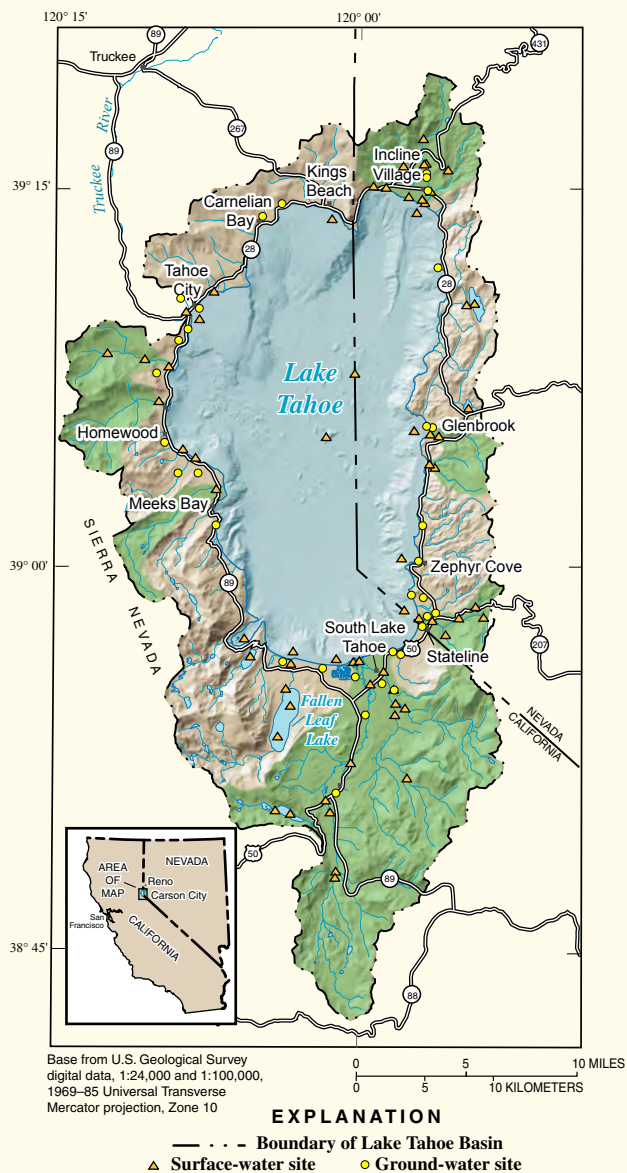 120° 15'
120° 00'
89
Truckee
431
Truckee River
89
267
Kings
Beach
Incline
Village
39° 15'
Carnelian
Bay
28
Tahoe
City
28
Lake
Tahoe
Glenbrook
Homewood
Meeks Bay
SIERRA NEVADA
39° 00'
Zephyr Cove
89
South Lake
Tahoe
50
Stateline
207
Fallen
Leaf
Lake
NEVADA
CALIFORNIA
50
89
38° 45'
88
AREA
OF
MAP
NEVADA
Reno
Carson City
San
Francisco
CALIFORNIA
Base from U.S. Geological Survey
digital data, 1:24,000 and 1:100,000,
1969–85 Universal Transverse
Mercator projection, Zone 10
0 5 10 MILES
0 5 10 KILOMETERS
EXPLANATION
Boundary of Lake Tahoe Basin
Surface-water site
Ground-water site